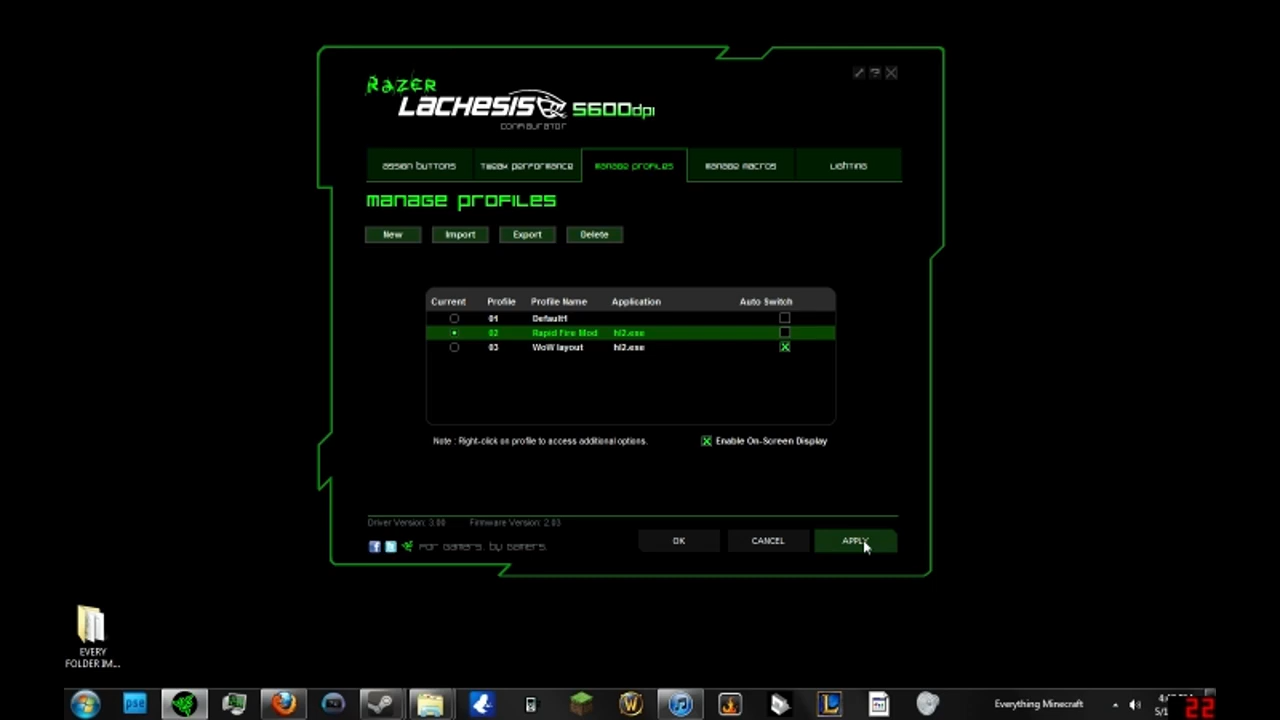 RAZER
LACHESIS 5600dpi
CONFIGURATOR
ASSIGN BUTTONS TWEAK PERFORMANCE MANAGE PROFILES MANAGE MACROS LIGHTING
MANAGE PROFILES
New Import Export Delete
Current Profile Profile Name Application Auto Switch
01 Default1
02 Rapid Fire Mod hl2.exe
03 WoW layout hl2.exe
Note : Right-click on profile to access additional options. Enable On-Screen Display
Driver Version: 3.00 Firmware Version: 2.03
FOR GAMERS. BY GAMERS.
OK CANCEL APPLY
EVERY
FOLDER IM...
pse
Everything Minecraft
22